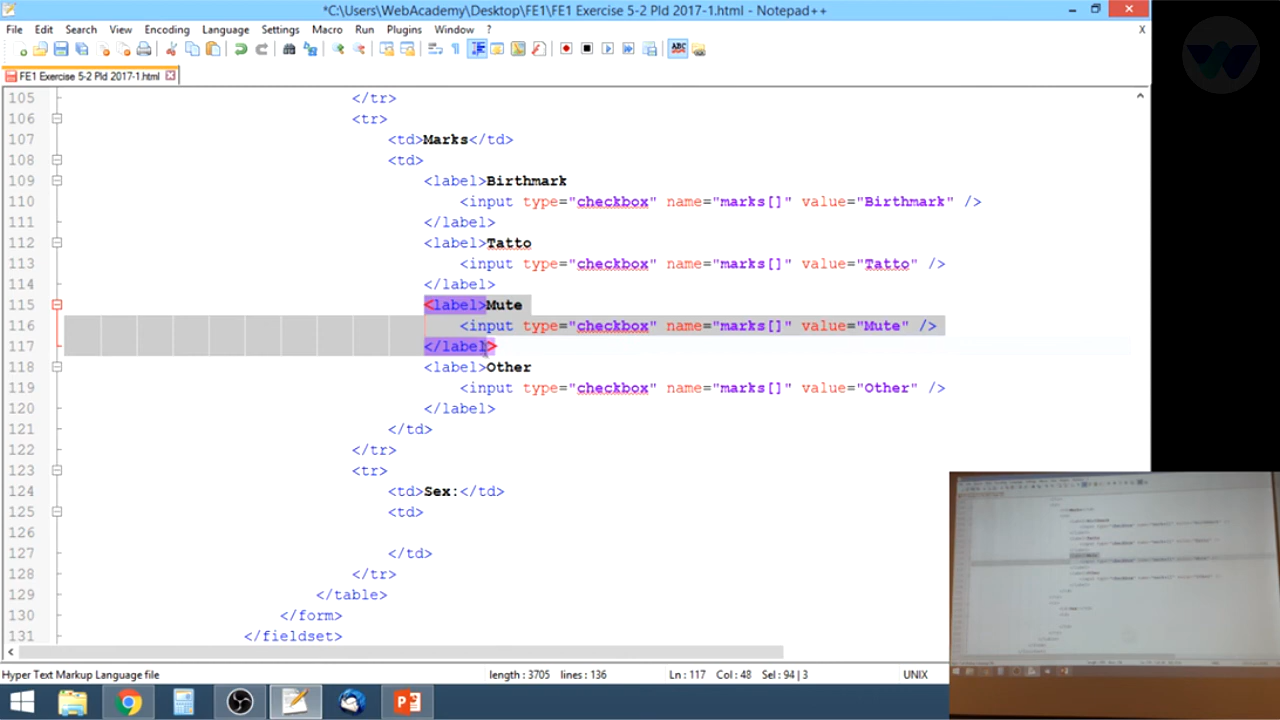 *C:\Users\WebAcademy\Desktop\FE1\FE1 Exercise 5-2 Pld 2017-1.html - Notepad++
File Edit Search View Encoding Language Settings Macro Run Plugins Window ? X
FE1 Exercise 5-2 Pld 2017-1.html
105 </tr>
106 <tr>
107 <td>Marks</td>
108 <td>
109 <label>Birthmark
110 <input type="checkbox" name="marks[]" value="Birthmark" />
111 </label>
112 <label>Tatto
113 <input type="checkbox" name="marks[]" value="Tatto" />
114 </label>
115 <label>Mute
116 <input type="checkbox" name="marks[]" value="Mute" />
117 </label>
118 <label>Other
119 <input type="checkbox" name="marks[]" value="Other" />
120 </label>
121 </td>
122 </tr>
123 <tr>
124 <td>Sex:</td>
125 <td>
126
127 </td>
128 </tr>
129 </table>
130 </form>
131 </fieldset>
Hyper Text Markup Language file length : 3705 lines : 136 Ln : 117 Col : 48 Sel : 94 | 3 UNIX